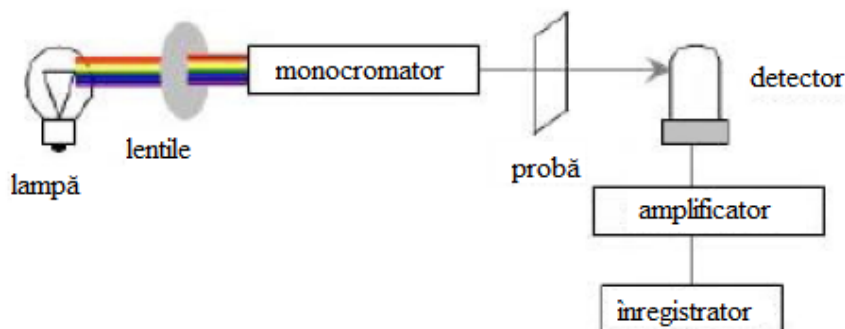 monocromator
detector
lentile
probă
lampă
amplificator
înregistrator